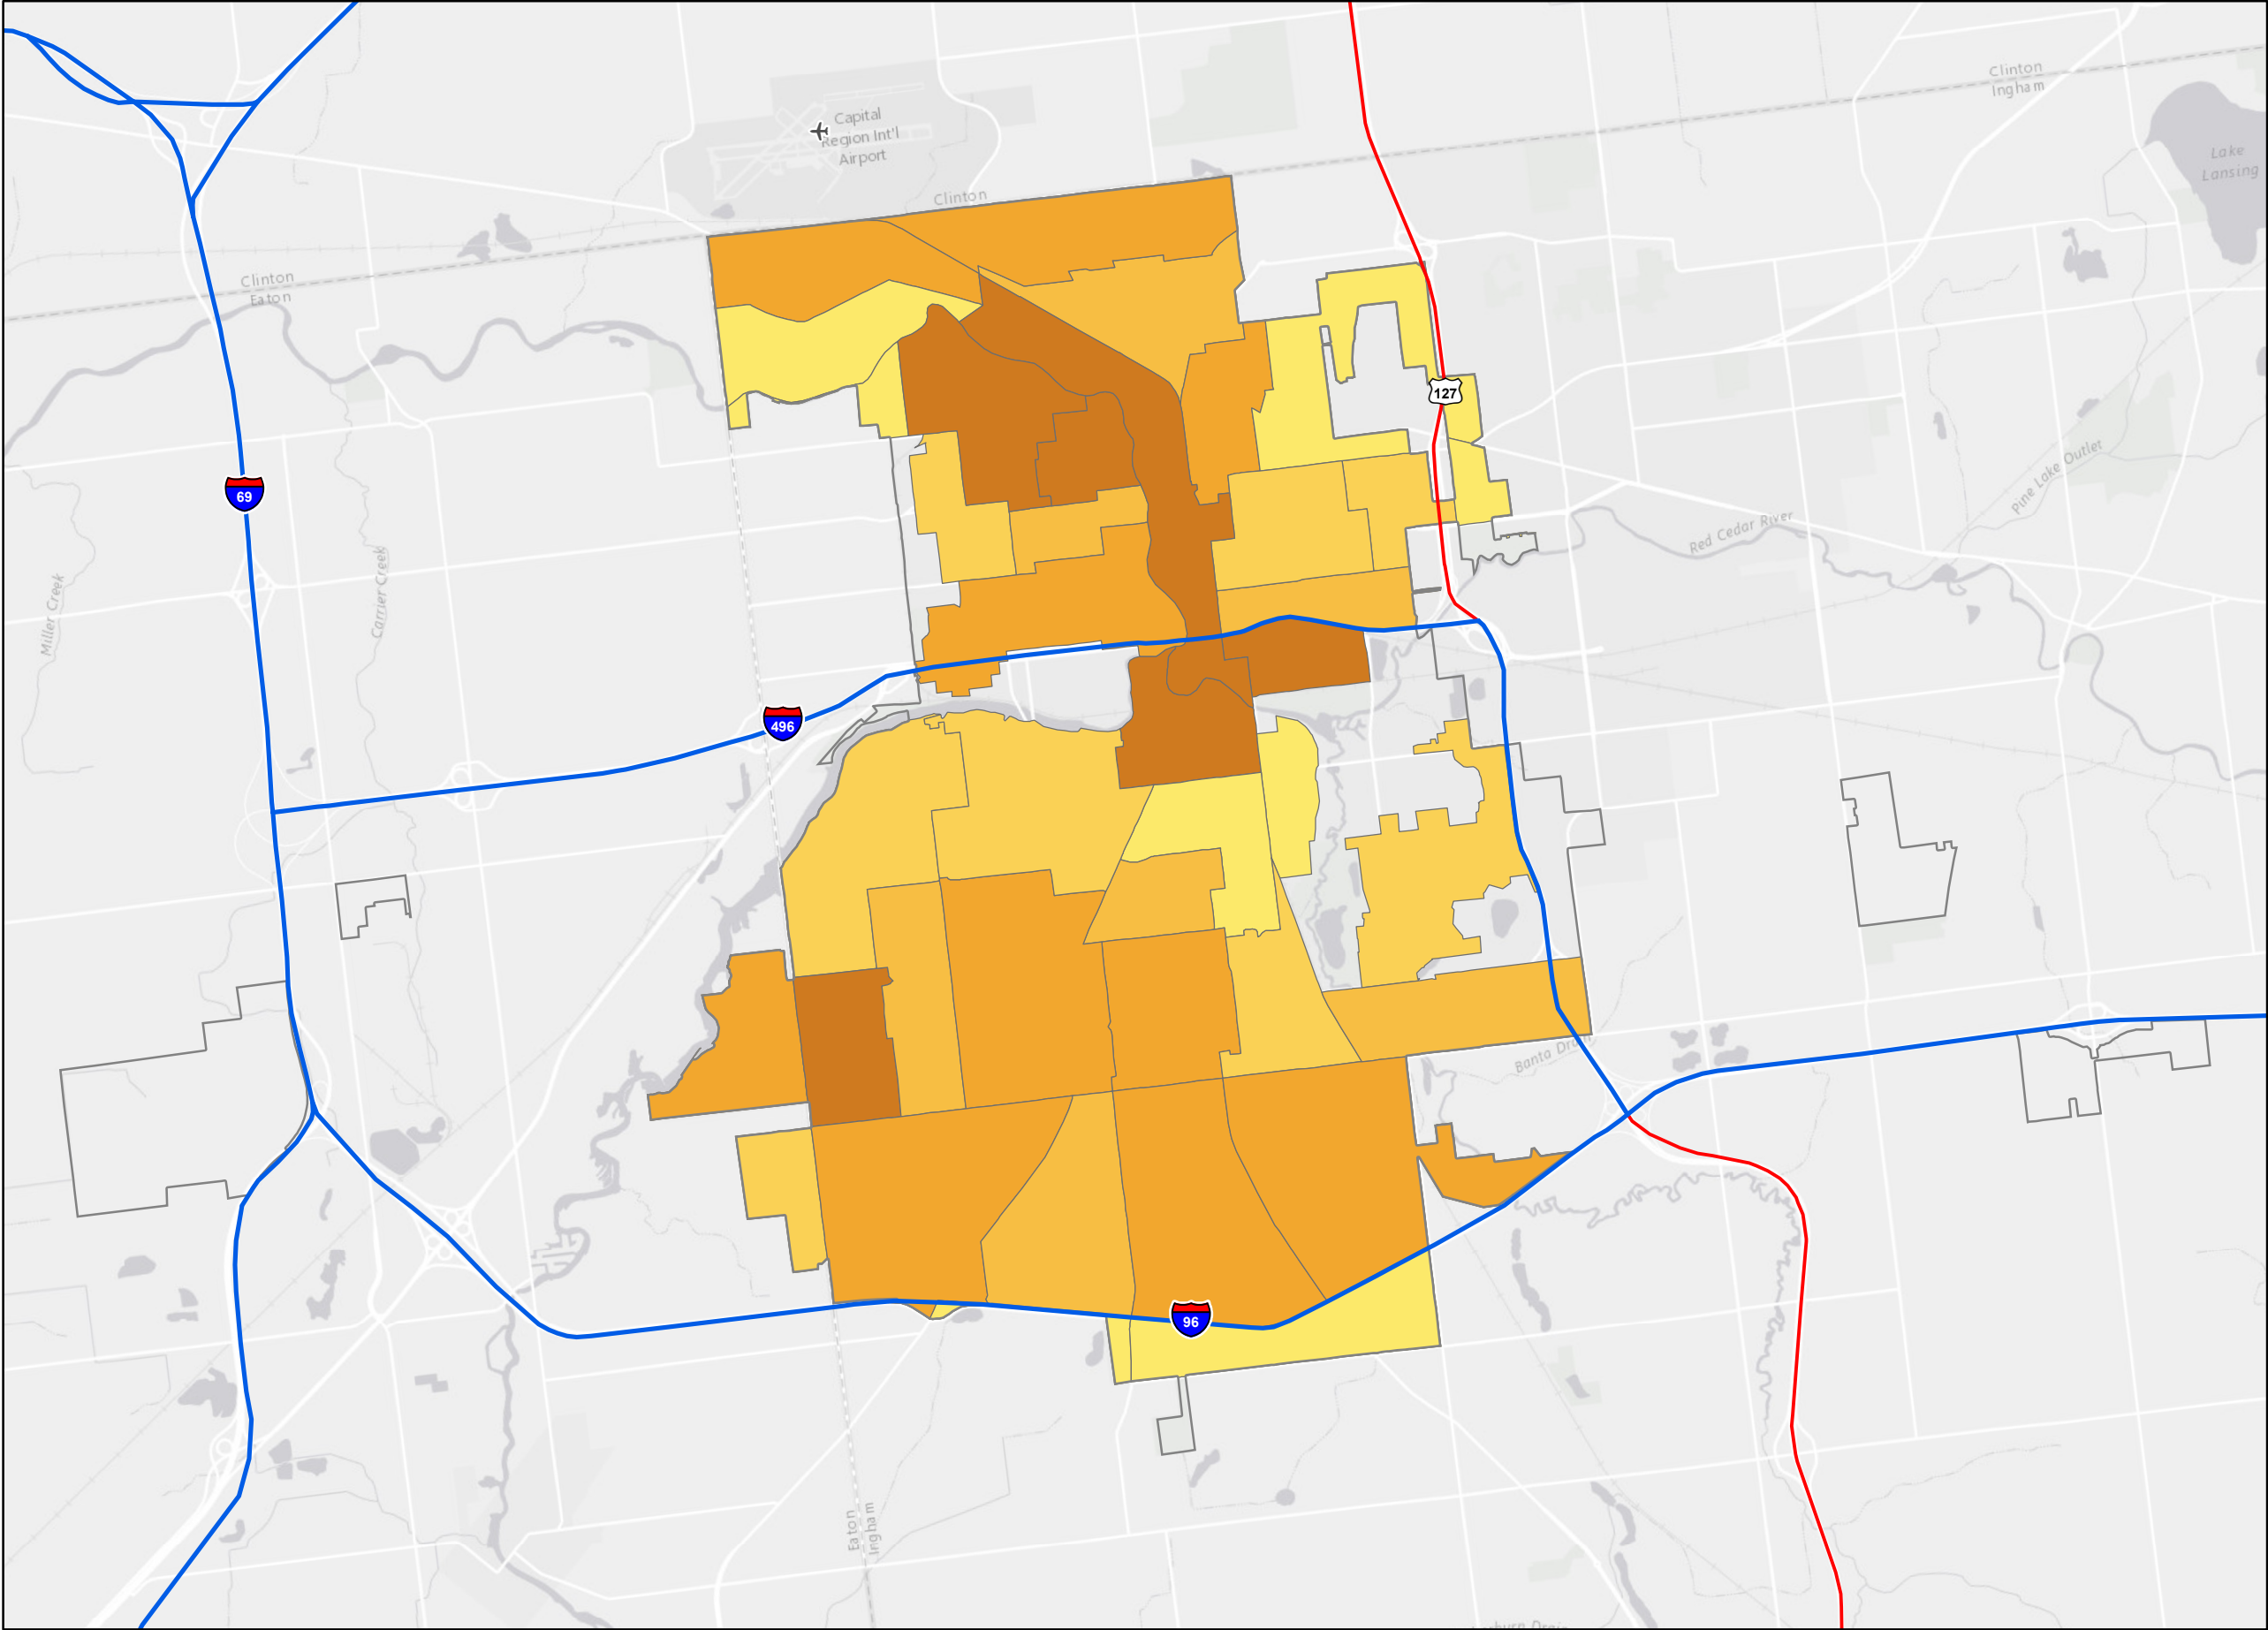 Clinton
Ingham
Capital
Region Int'l
Airport
Lake
Lansing
Clinton
Clinton
Eaton
127
Pine Lake Outlet
69
Red Cedar River
Miller Creek
Carrier Creek
496
Banta Drain
96
Eaton
Ingham